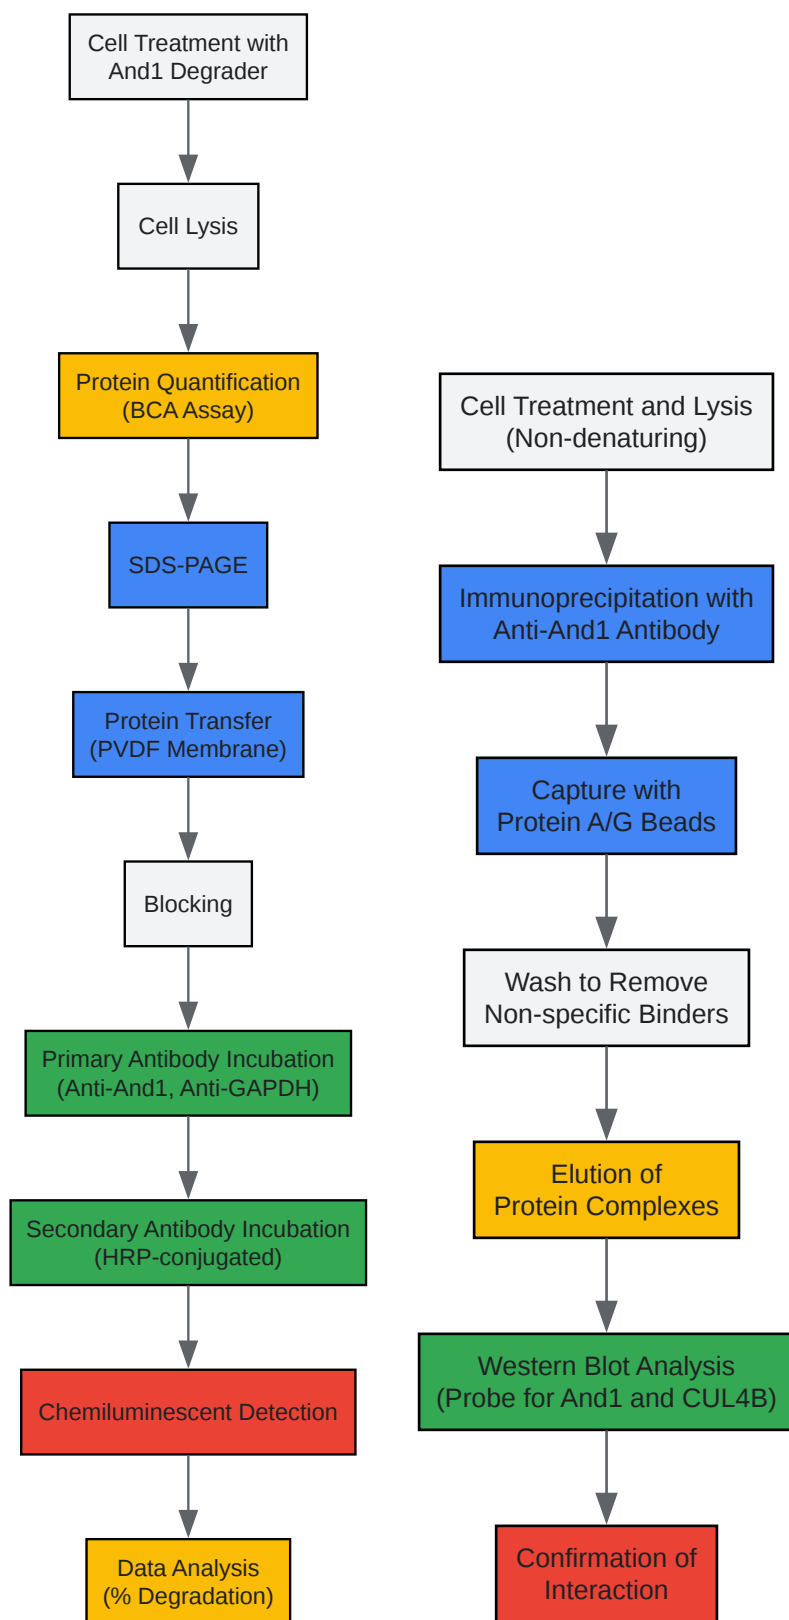 Cell Treatment with
And1 Degrader
Cell Lysis
Protein Quantification
(BCA Assay)
SDS-PAGE
Protein Transfer
(PVDF Membrane)
Blocking
Primary Antibody Incubation
(Anti-And1, Anti-GAPDH)
Secondary Antibody Incubation
(HRP-conjugated)
Chemiluminescent Detection
Data Analysis
(% Degradation)
Cell Treatment and Lysis
(Non-denaturing)
Immunoprecipitation with
Anti-And1 Antibody
Capture with
Protein A/G Beads
Wash to Remove
Non-specific Binders
Elution of
Protein Complexes
Western Blot Analysis
(Probe for And1 and CUL4B)
Confirmation of
Interaction